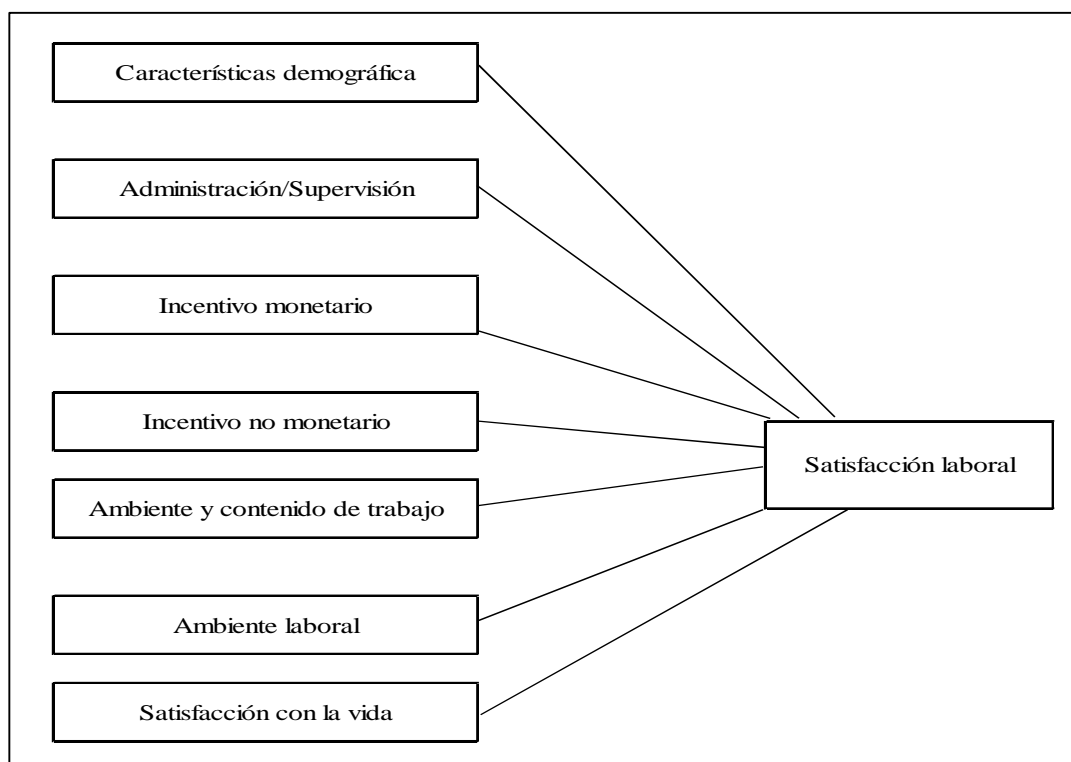 Características demográfica
Administración/Supervisión
Incentivo monetario
Incentivo no monetario
Ambiente y contenido de trabajo
Ambiente laboral
Satisfacción con la vida
Satisfacción laboral